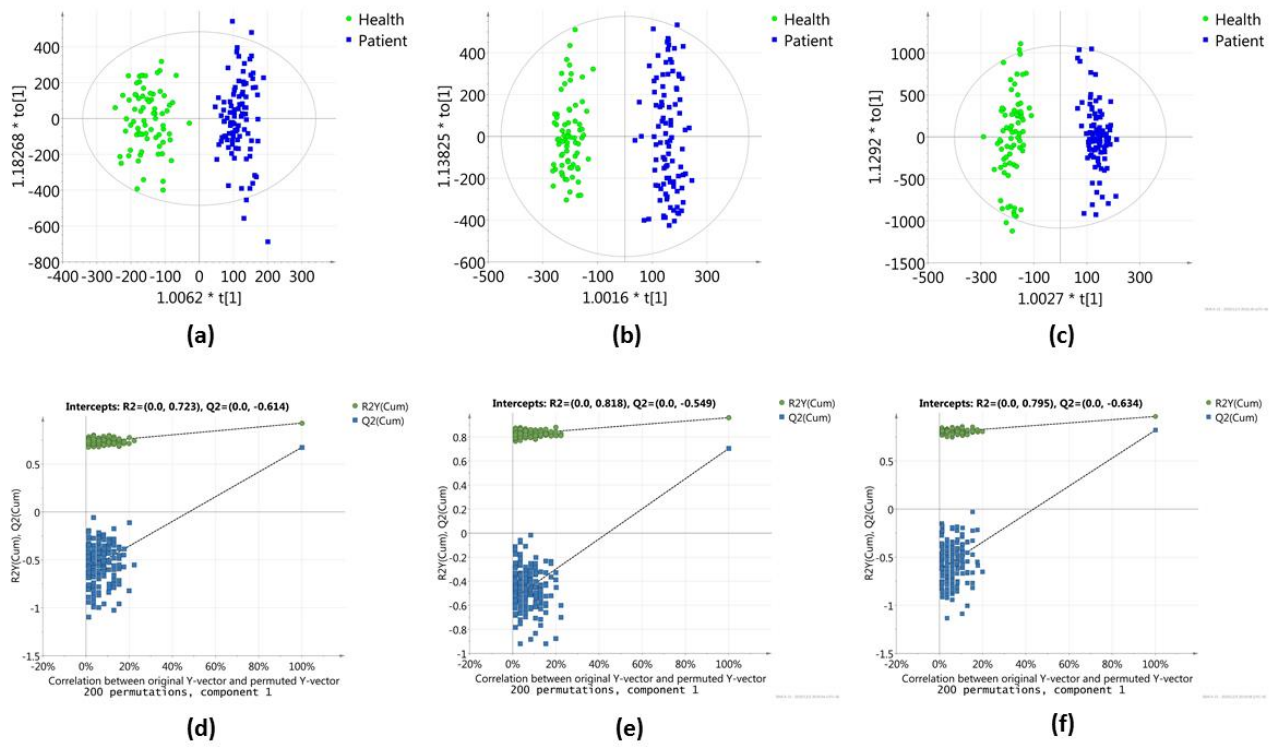 Health
Patient
400
200
0
-200
-400
-600
-800
1.18268 * to[1]
-400 -300 -200 -100 0 100 200 300
1.0062 * t[1]
(a)
Health
Patient
400
200
0
-200
-400
-600
1.13825 * to[1]
-500 -300 -100 100 300
1.0016 * t[1]
(b)
Health
Patient
1000
500
0
-500
-1000
-1500
1.1292 * to[1]
-500 -300 -100 100 300
1.0027 * t[1]
(c)
Intercepts: R2=(0.0, 0.723), Q2=(0.0, -0.614)
R2Y(Cum)
Q2(Cum)
0.5
0
-0.5
-1
-1.5
R2Y(Cum), Q2(Cum)
-20% 0% 20% 40% 60% 80% 100%
Correlation between original Y-vector and permuted Y-vector
200 permutations, component 1
(d)
Intercepts: R2=(0.0, 0.818), Q2=(0.0, -0.549)
R2Y(Cum)
Q2(Cum)
0.8
0.6
0.4
0.2
0
-0.2
-0.4
-0.6
-0.8
-1
R2Y(Cum), Q2(Cum)
-20% 0% 20% 40% 60% 80% 100%
Correlation between original Y-vector and permuted Y-vector
200 permutations, component 1
(e)
Intercepts: R2=(0.0, 0.795), Q2=(0.0, -0.634)
R2Y(Cum)
Q2(Cum)
0.5
0
-0.5
-1
-1.5
R2Y(Cum), Q2(Cum)
-20% 0% 20% 40% 60% 80% 100%
Correlation between original Y-vector and permuted Y-vector
200 permutations, component 1
(f)